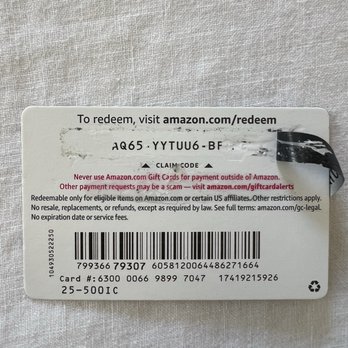 To redeem, visit amazon.com/redeem
AQ65-YYTUU6-BF
▲ CLAIM CODE ▲
Never use Amazon.com Gift Cards for payment outside of Amazon.
Other payment requests may be a scam — visit amazon.com/giftcardalerts
Redeemable only for eligible items on Amazon.com or certain US affiliates. Other restrictions apply.
No resale, replacements, or refunds, except as required by law. See full terms: amazon.com/gc-legal.
No expiration date or service fees.
104930522250
799366 79307 6058120064486271664
Card #:6300 0066 9899 7047 17419215926
25-500IC